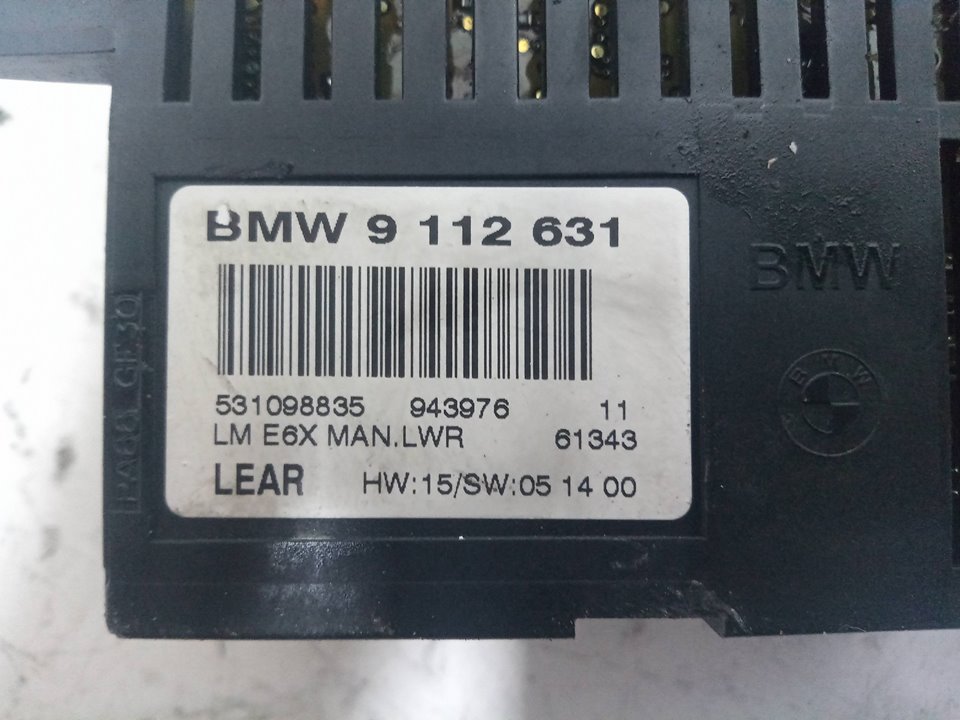 BMW 9 112 631
531098835 943976 11
LM E6X MAN.LWR 61343
LEAR HW:15/SW:05 14 00
BMW
BMW